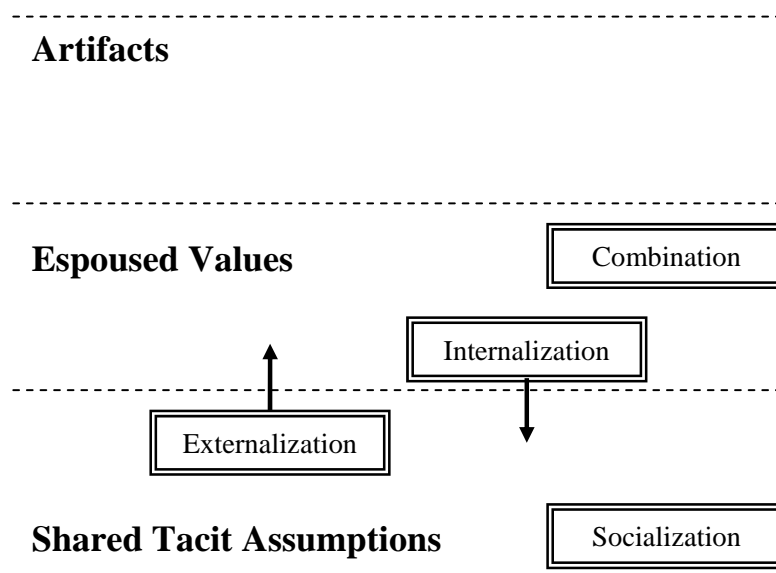 Artifacts
Espoused Values
Combination
Internalization
Externalization
Shared Tacit Assumptions
Socialization